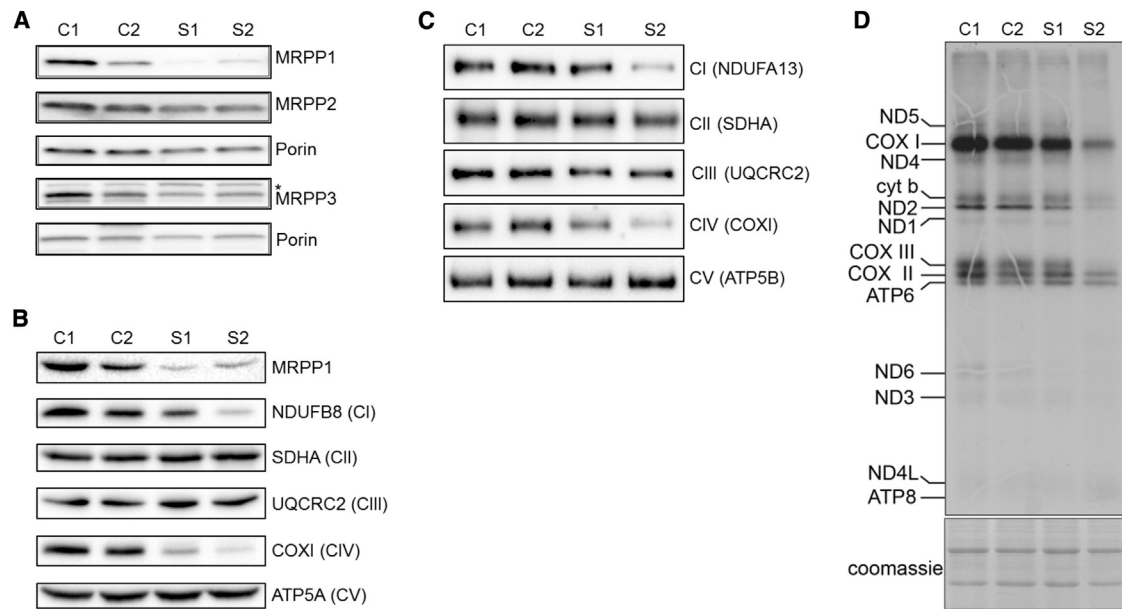 A
C1 C2 S1 S2
MRPP1
MRPP2
Porin
*
MRPP3
Porin
B
C1 C2 S1 S2
MRPP1
NDUFB8 (CI)
SDHA (CII)
UQCRC2 (CIII)
COXI (CIV)
ATP5A (CV)
C
C1 C2 S1 S2
CI (NDUFA13)
CII (SDHA)
CIII (UQCRC2)
CIV (COXI)
CV (ATP5B)
D
C1 C2 S1 S2
ND5
COX I
ND4
cyt b
ND2
ND1
COX III
COX II
ATP6
ND6
ND3
ND4L
ATP8
coomassie